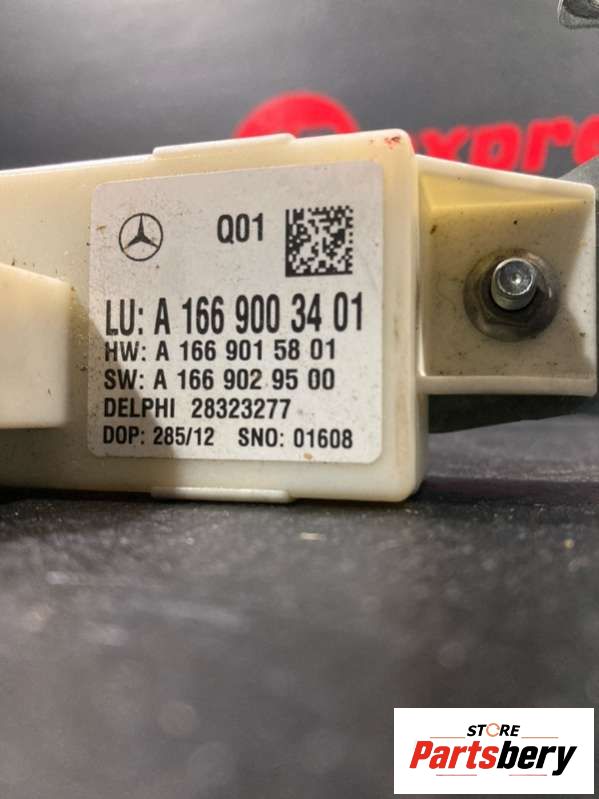 expre
Q01
LU: A 166 900 34 01
HW: A 166 901 58 01
SW: A 166 902 95 00
DELPHI 28323277
DOP: 285/12 SNO: 01608
STORE
Partsbery